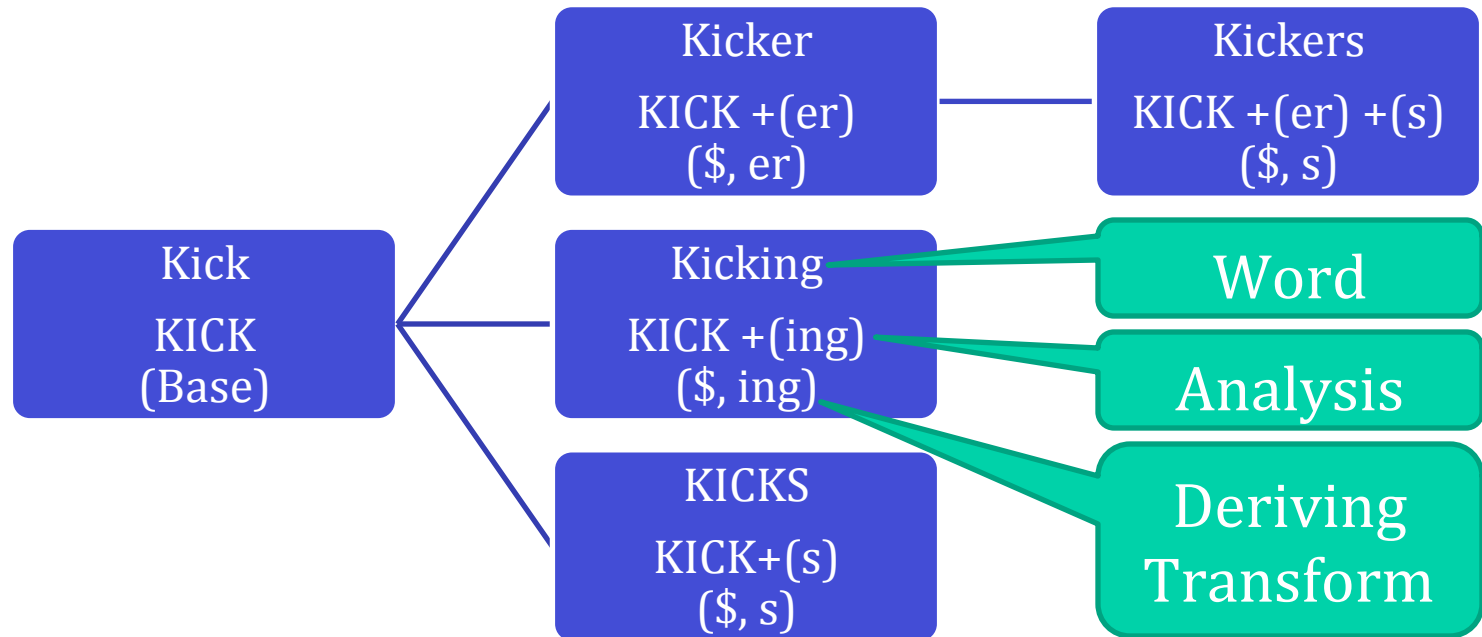 Kick
KICK
(Base)
Kicker
KICK +(er)
($, er)
Kickers
KICK +(er) +(s)
($, s)
Kicking
KICK +(ing)
($, ing)
KICKS
KICK+(s)
($, s)
Word
Analysis
Deriving
Transform